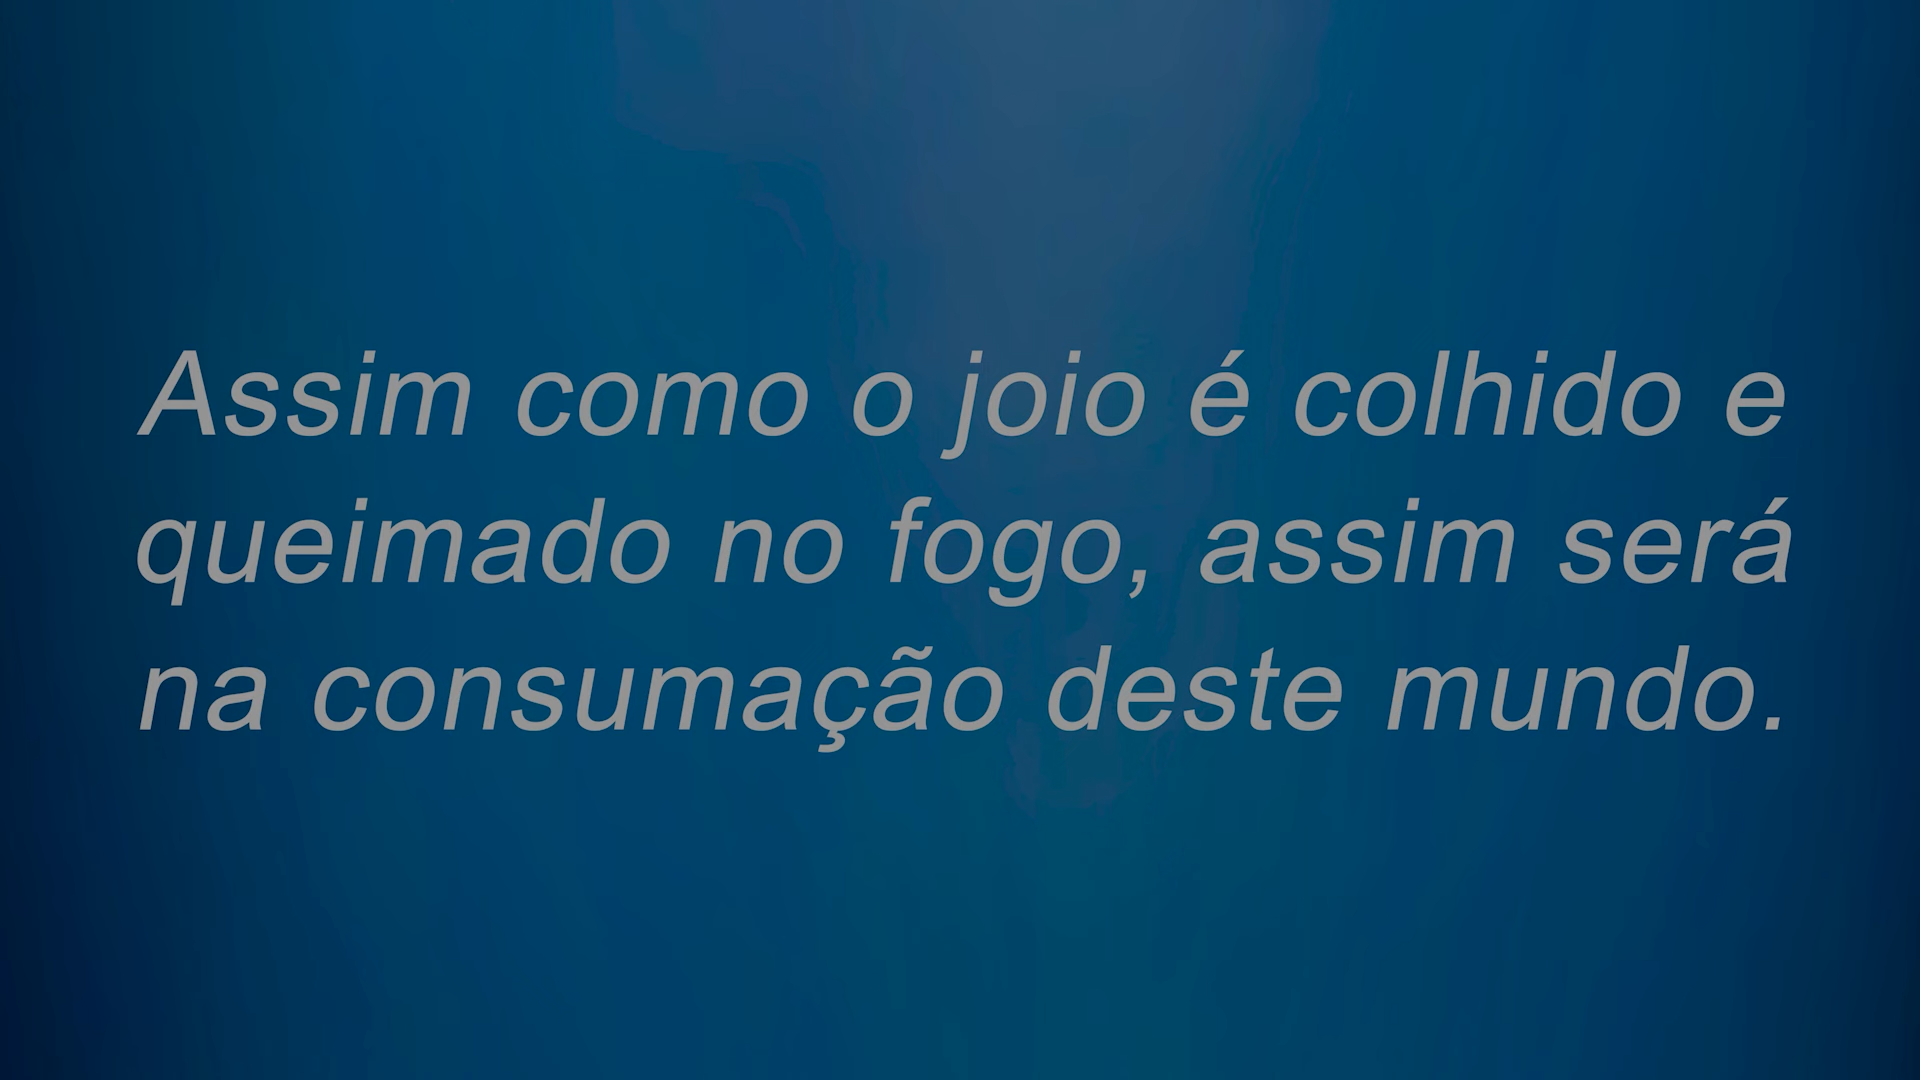 Assim como o joio é colhido e
queimado no fogo, assim será
na consumação deste mundo.